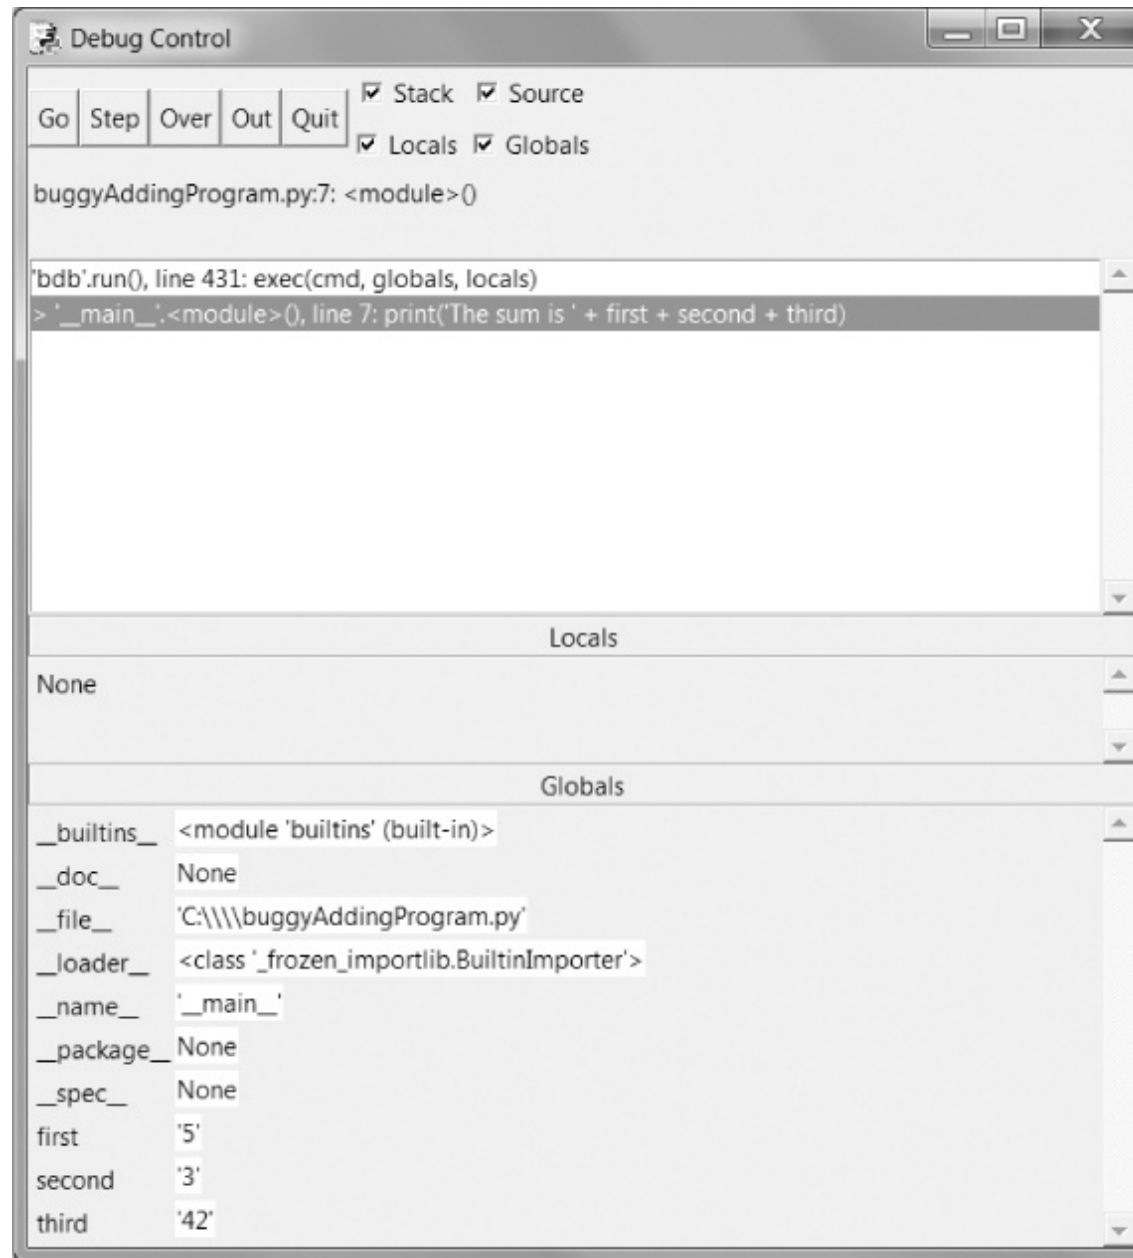 Debug Control
Go Step Over Out Quit
Stack Source
Locals Globals
buggyAddingProgram.py:7: <module>()
'bdb'.run(), line 431: exec(cmd, globals, locals)
> '__main__'.<module>(), line 7: print('The sum is ' + first + second + third)
Locals
None
Globals
__builtins__ <module 'builtins' (built-in)>
__doc__ None
__file__ 'C:\\\\buggyAddingProgram.py'
__loader__ <class '_frozen_importlib.BuiltinImporter'>
__name__ '__main__'
__package__ None
__spec__ None
first '5'
second '3'
third '42'